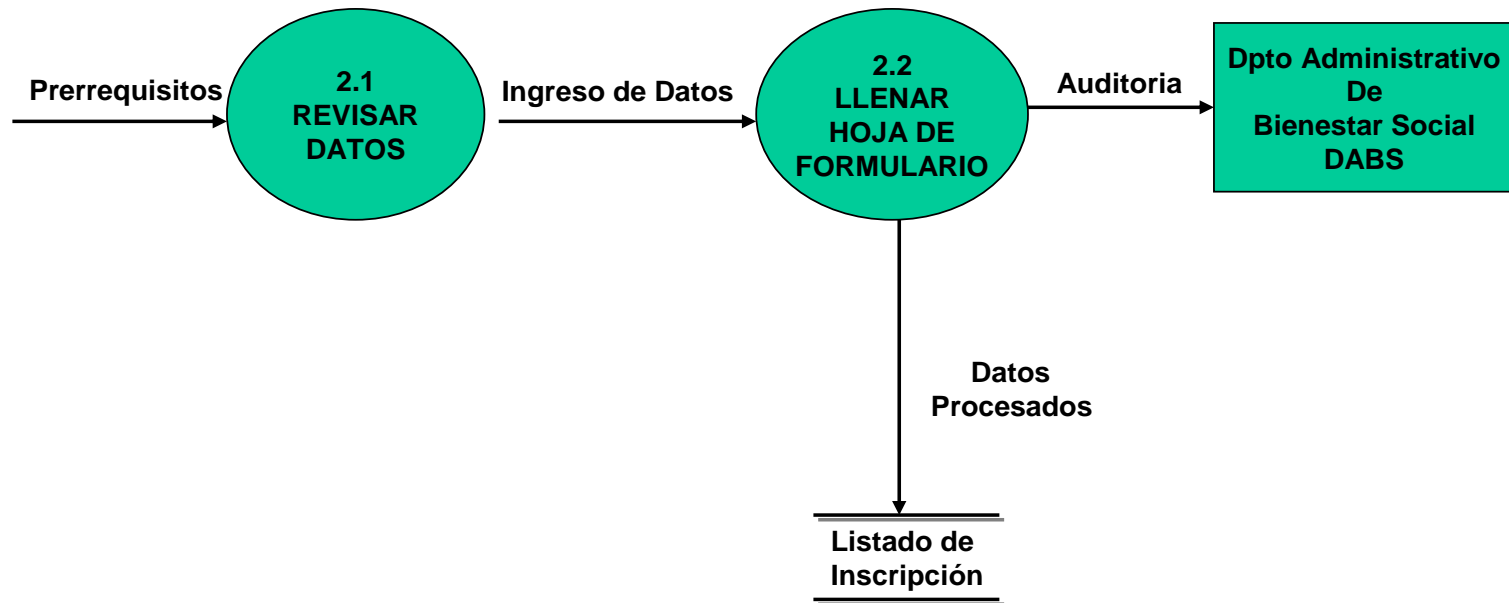 Prerrequisitos
2.1
REVISAR
DATOS
Ingreso de Datos
2.2
LLENAR
HOJA DE
FORMULARIO
Auditoria
Dpto Administrativo
De
Bienestar Social
DABS
Datos
Procesados
Listado de
Inscripción